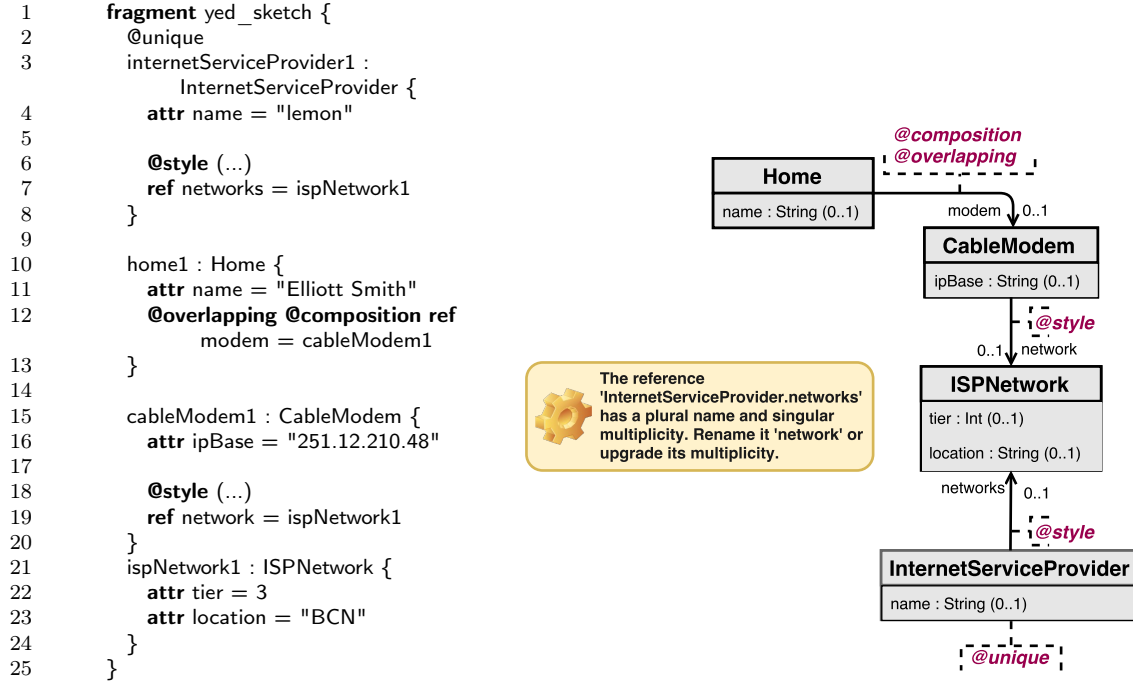 1 fragment yed_sketch {
2 @unique
3 internetServiceProvider1 :
InternetServiceProvider {
4 attr name = "lemon"
5
6 @style (...)
7 ref networks = ispNetwork1
8 }
9
10 home1 : Home {
11 attr name = "Elliott Smith"
12 @overlapping @composition ref
modem = cableModem1
13 }
14
15 cableModem1 : CableModem {
16 attr ipBase = "251.12.210.48"
17
18 @style (...)
19 ref network = ispNetwork1
20 }
21 ispNetwork1 : ISPNetwork {
22 attr tier = 3
23 attr location = "BCN"
24 }
25 }
The reference
'InternetServiceProvider.networks'
has a plural name and singular
multiplicity. Rename it 'network' or
upgrade its multiplicity.
@composition
@overlapping
Home
name : String (0..1)
modem 0..1
CableModem
ipBase : String (0..1)
@style
0..1 network
ISPNetwork
tier : Int (0..1)
location : String (0..1)
networks 0..1
@style
InternetServiceProvider
name : String (0..1)
@unique